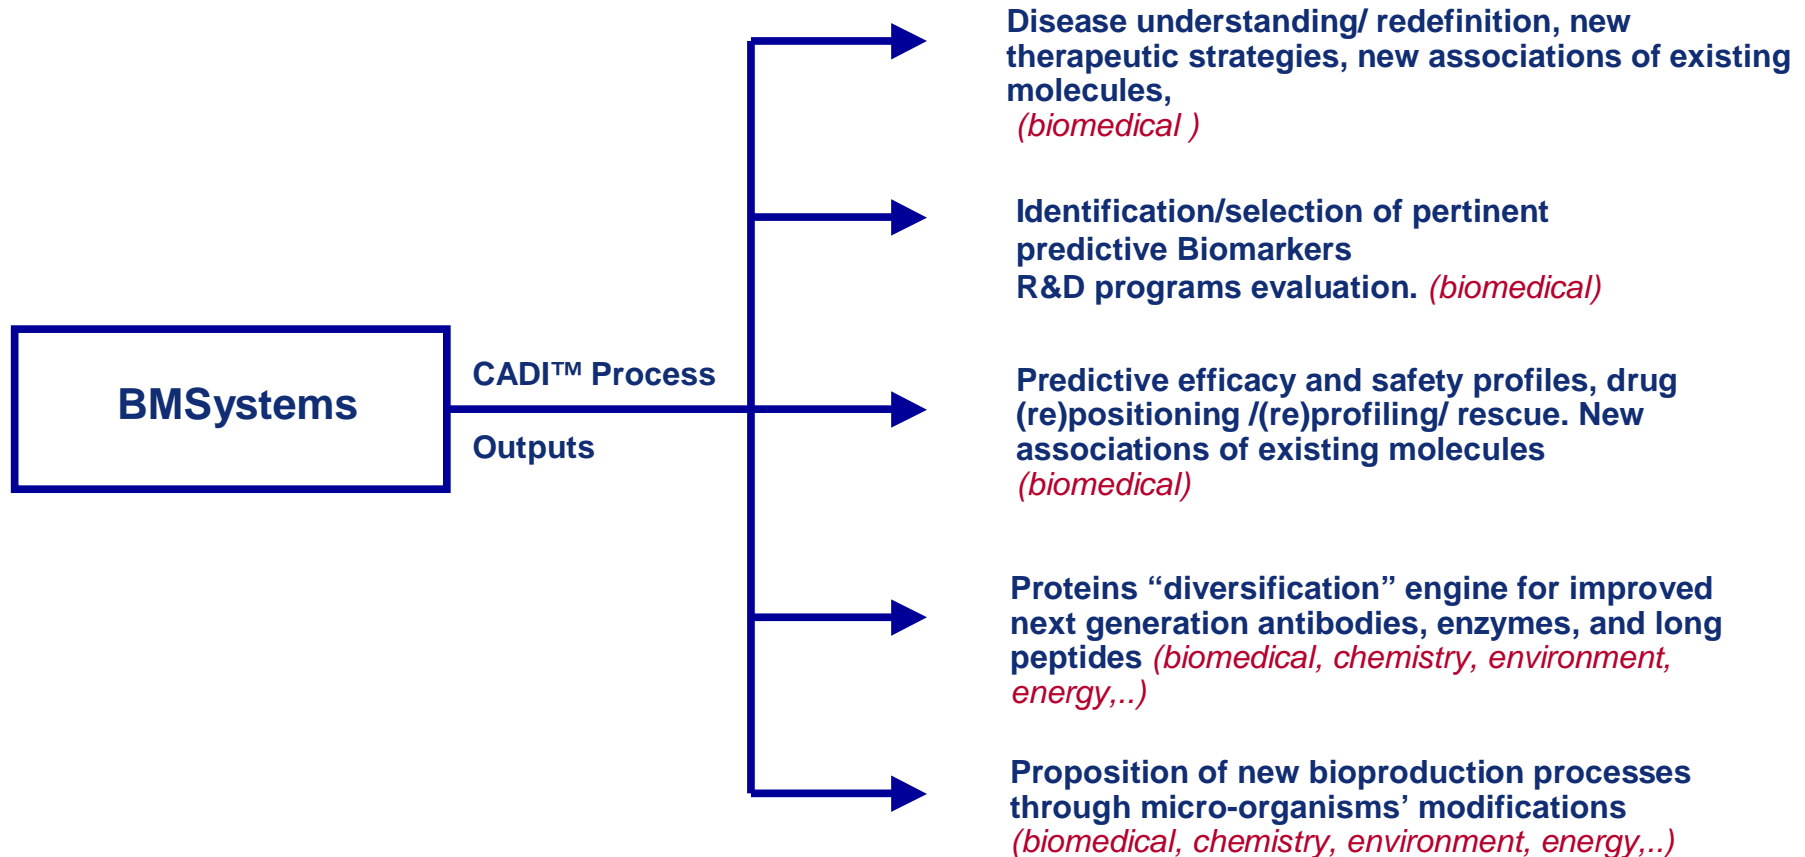 BMSystems
CADI™ Process
Outputs
Disease understanding/ redefinition, new
therapeutic strategies, new associations of existing
molecules,
(biomedical )
Identification/selection of pertinent
predictive Biomarkers
R&D programs evaluation. (biomedical)
Predictive efficacy and safety profiles, drug
(re)positioning /(re)profiling/ rescue. New
associations of existing molecules
(biomedical)
Proteins “diversification” engine for improved
next generation antibodies, enzymes, and long
peptides (biomedical, chemistry, environment,
energy,..)
Proposition of new bioproduction processes
through micro-organisms’ modifications
(biomedical, chemistry, environment, energy,..)